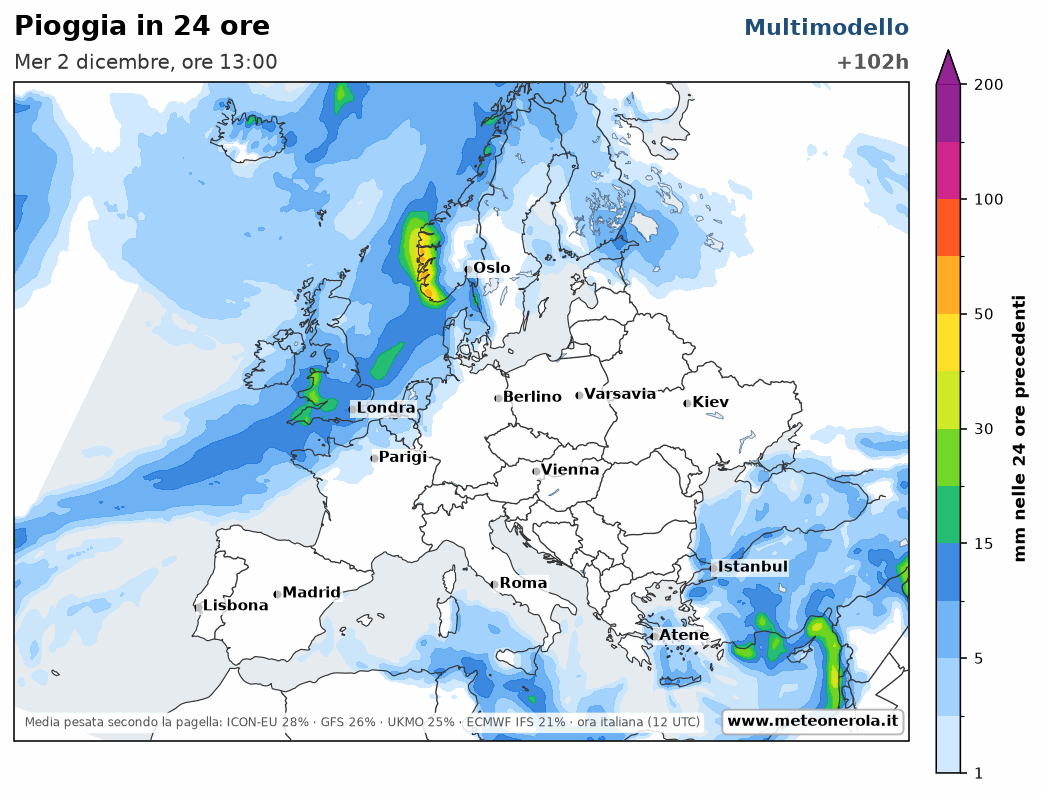 Pioggia in 24 ore
Multimodello
Mer 2 dicembre, ore 13:00
+102h
200
100
50
30
15
5
1
mm nelle 24 ore precedenti
Oslo
Berlino
Varsavia
Kiev
Londra
Parigi
Vienna
Istanbul
Roma
Madrid
Lisbona
Atene
Media pesata secondo la pagella: ICON-EU 28% · GFS 26% · UKMO 25% · ECMWF IFS 21% · ora italiana (12 UTC)
www.meteonerola.it